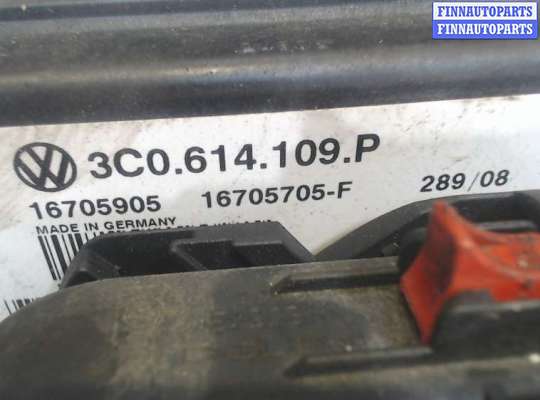 FINNAUTOPARTS
FINNAUTOPARTS
3C0.614.109.P
16705905 16705705-F 289/08
MADE IN GERMANY